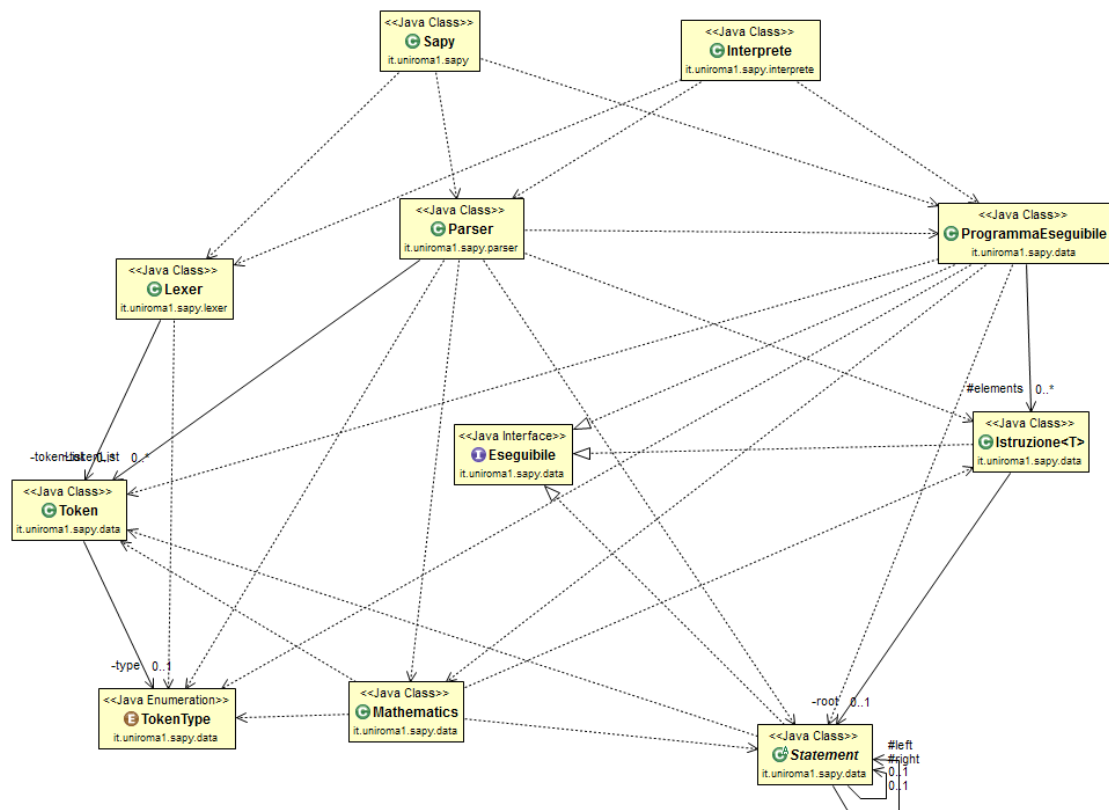 <<Java Class>>
Sapy
it.uniroma1.sapy
<<Java Class>>
Interprete
it.uniroma1.sapy.interprete
<<Java Class>>
Parser
it.uniroma1.sapy.parser
<<Java Class>>
ProgrammaEseguibile
it.uniroma1.sapy.data
<<Java Class>>
Lexer
it.uniroma1.sapy.lexer
#elements 0..*
<<Java Class>>
Istruzione<T>
it.uniroma1.sapy.data
<<Java Interface>>
Eseguibile
it.uniroma1.sapy.data
0..*
<<Java Class>>
Token
it.uniroma1.sapy.data
-type 0..1
<<Java Enumeration>>
TokenType
it.uniroma1.sapy.data
<<Java Class>>
Mathematics
it.uniroma1.sapy.data
-root 0..1
<<Java Class>>
Statement
it.uniroma1.sapy.data
#left
#right
0..1
0..1